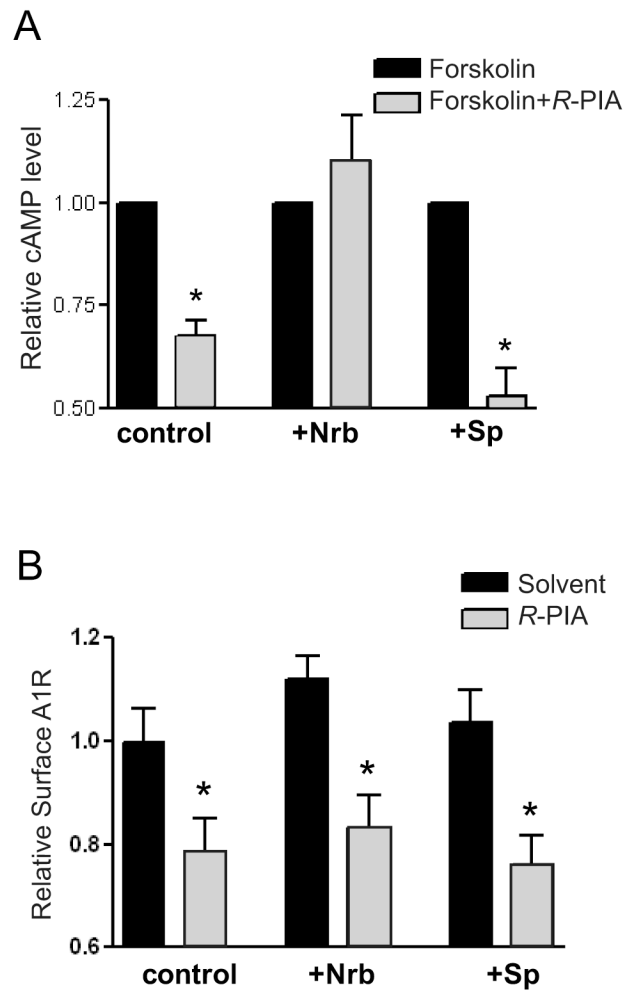 A
Forskolin
Forskolin+R-PIA
Relative cAMP level
1.25
1.00
0.75
0.50
*
*
control
+Nrb
+Sp
B
Solvent
R-PIA
Relative Surface A1R
1.2
1.0
0.8
0.6
*
*
*
control
+Nrb
+Sp